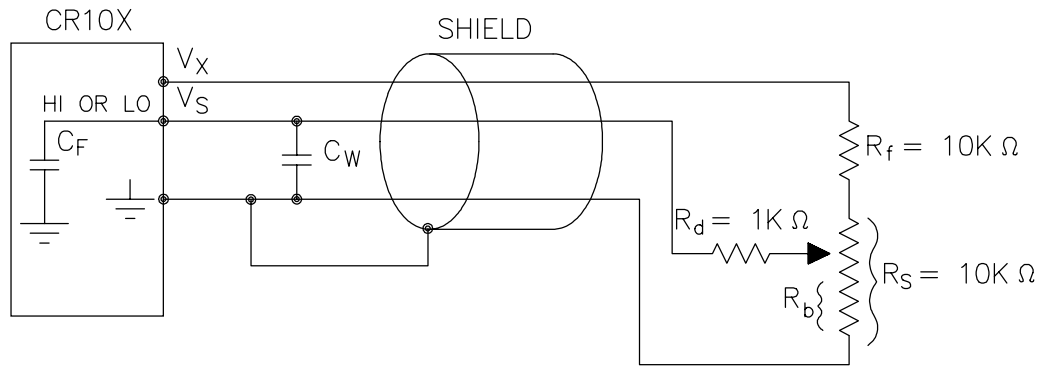 CR10X
SHIELD
V_X
HI OR LO V_S
C_F
C_W
R_f = 10K Ω
R_d = 1K Ω
R_S = 10K Ω
R_b